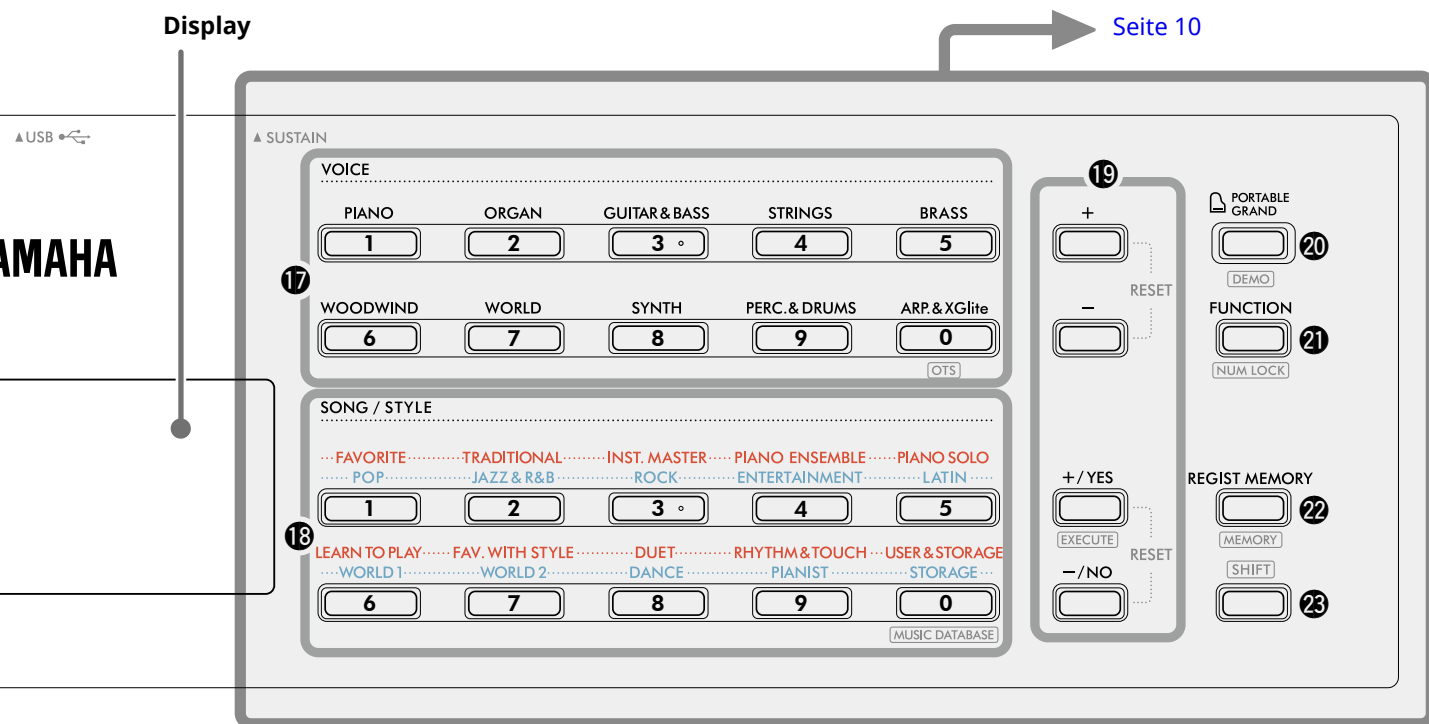 Display
Seite 10
USB
SUSTAIN
VOICE
PIANO ORGAN GUITAR & BASS STRINGS BRASS
1 2 3 4 5
17
WOODWIND WORLD SYNTH PERC. & DRUMS ARP. & XGlite
6 7 8 9 0
OTS
SONG / STYLE
FAVORITE TRADITIONAL INST. MASTER PIANO ENSEMBLE PIANO SOLO
POP JAZZ & R&B ROCK ENTERTAINMENT LATIN
1 2 3 4 5
18
LEARN TO PLAY FAV. WITH STYLE DUET RHYTHM & TOUCH USER & STORAGE
WORLD 1 WORLD 2 DANCE PIANIST STORAGE
6 7 8 9 0
MUSIC DATABASE
19
+
RESET
−
+/YES
EXECUTE
RESET
−/NO
PORTABLE
GRAND
20
DEMO
FUNCTION
21
NUM LOCK
REGIST MEMORY
22
MEMORY
SHIFT
23
AMAHA